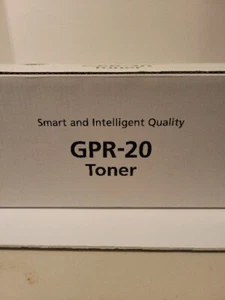 Smart and Intelligent Quality
GPR-20
Toner